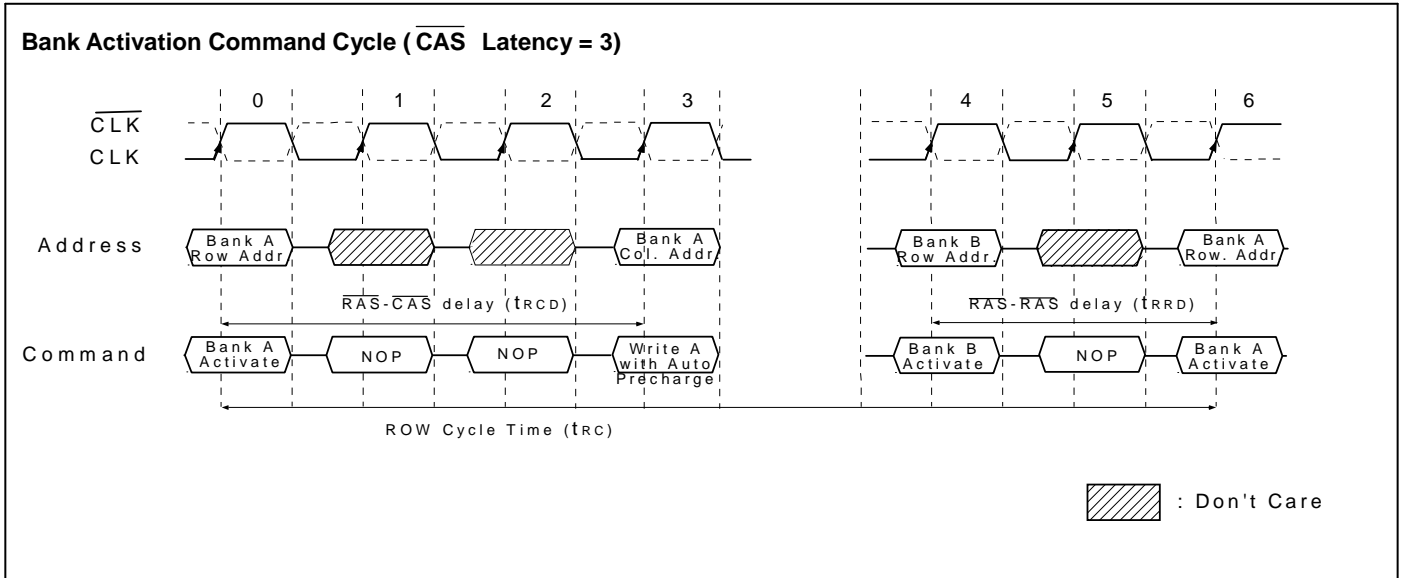 Bank Activation Command Cycle ( CAS Latency = 3)
0 1 2 3 4 5 6
CLK
CLK
Address
Bank A
Row Addr
Bank A
Col. Addr
Bank B
Row Addr.
Bank A
Row. Addr
RAS-CAS delay (tRCD)
RAS-RAS delay (tRRD)
Command
Bank A
Activate
NOP
NOP
Write A
with Auto
Precharge
Bank B
Activate
NOP
Bank A
Activate
ROW Cycle Time (tRC)
: Don't Care